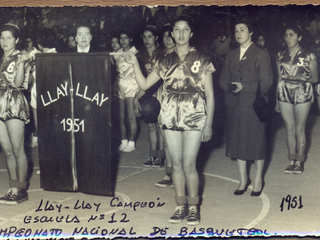 LLAY-LLAY
1951
6
8
3
1951
LLAY-LLAY CAMPEÓN
ESCUELA Nº 12
CAMPEONATO NACIONAL DE BASQUETBOL.